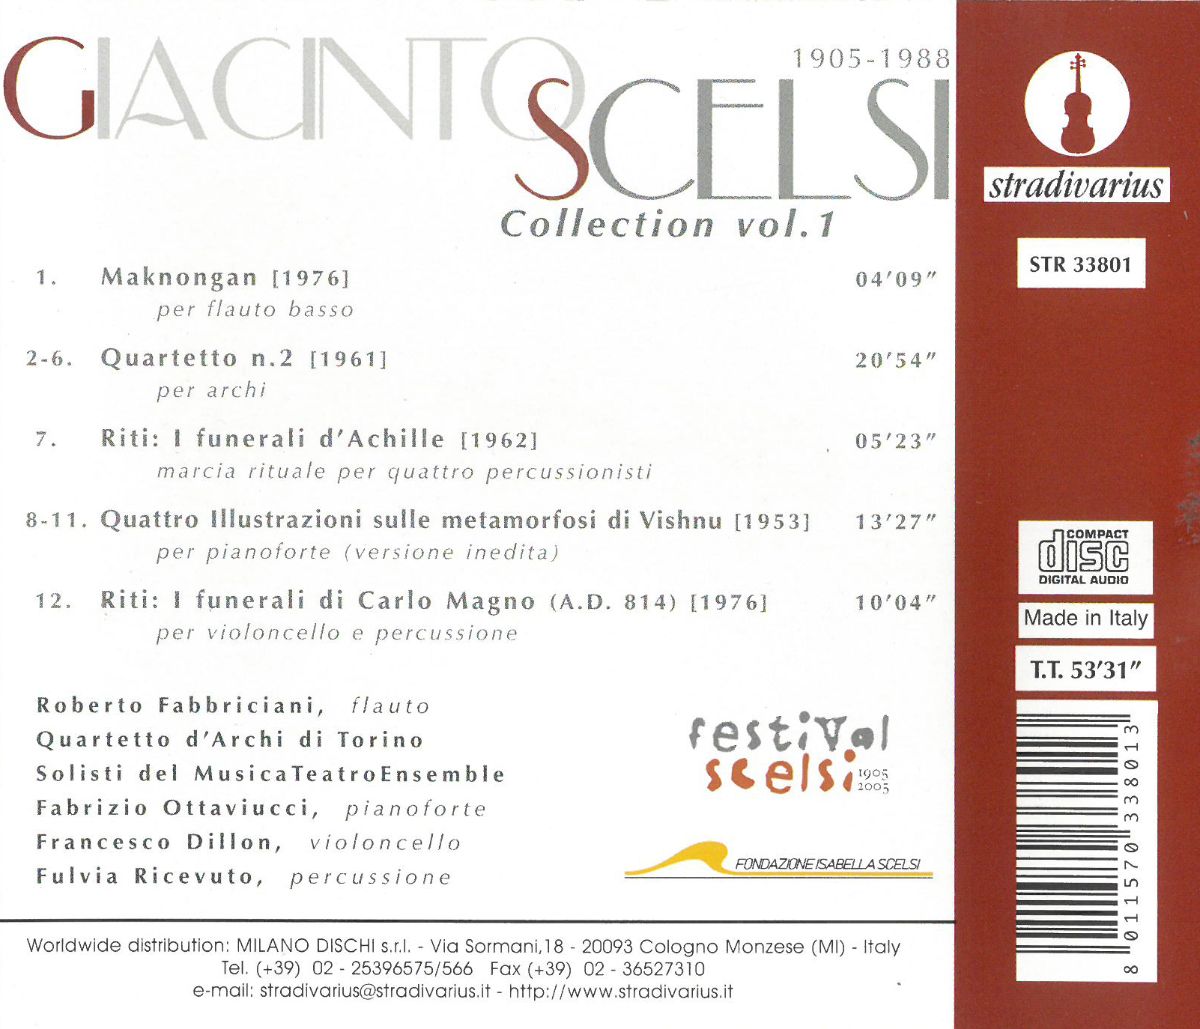 GIACINTO
1905-1988
SCELSI
Collection vol.1
1. Maknongan [1976] 04’09”
per flauto basso
2-6. Quartetto n.2 [1961] 20’54”
per archi
7. Riti: I funerali d’Achille [1962] 05’23”
marcia rituale per quattro percussionisti
8-11. Quattro Illustrazioni sulle metamorfosi di Vishnu [1953] 13’27”
per pianoforte (versione inedita)
12. Riti: I funerali di Carlo Magno (A.D. 814) [1976] 10’04”
per violoncello e percussione
Roberto Fabbriciani, flauto
Quartetto d’Archi di Torino
Solisti del MusicaTeatroEnsemble
Fabrizio Ottaviucci, pianoforte
Francesco Dillon, violoncello
Fulvia Ricevuto, percussione
festival
scelsi 1905
2005
FONDAZIONE ISABELLA SCELSI
Worldwide distribution: MILANO DISCHI s.r.l. - Via Sormani,18 - 20093 Cologno Monzese (MI) - Italy
Tel. (+39) 02 - 25396575/566 Fax (+39) 02 - 36527310
e-mail: stradivarius@stradivarius.it - http://www.stradivarius.it
stradivarius
STR 33801
COMPACT
disc
DIGITAL AUDIO
Made in Italy
T.T. 53’31”
8 011570 338013